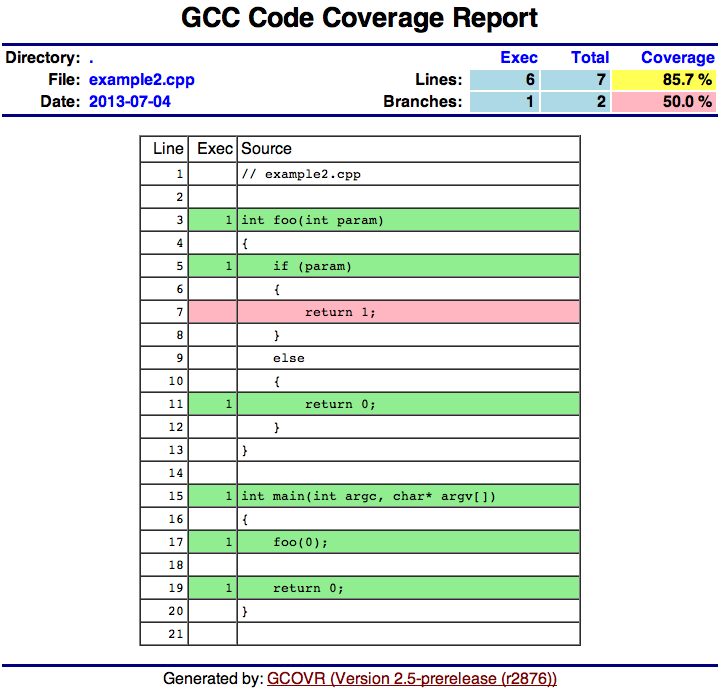 GCC Code Coverage Report
Directory: . Exec Total Coverage
File: example2.cpp Lines: 6 7 85.7 %
Date: 2013-07-04 Branches: 1 2 50.0 %
Line Exec Source
1 // example2.cpp
2
3 1 int foo(int param)
4 {
5 1 if (param)
6 {
7 return 1;
8 }
9 else
10 {
11 1 return 0;
12 }
13 }
14
15 1 int main(int argc, char* argv[])
16 {
17 1 foo(0);
18
19 1 return 0;
20 }
21
Generated by: GCOVR (Version 2.5-prerelease (r2876))